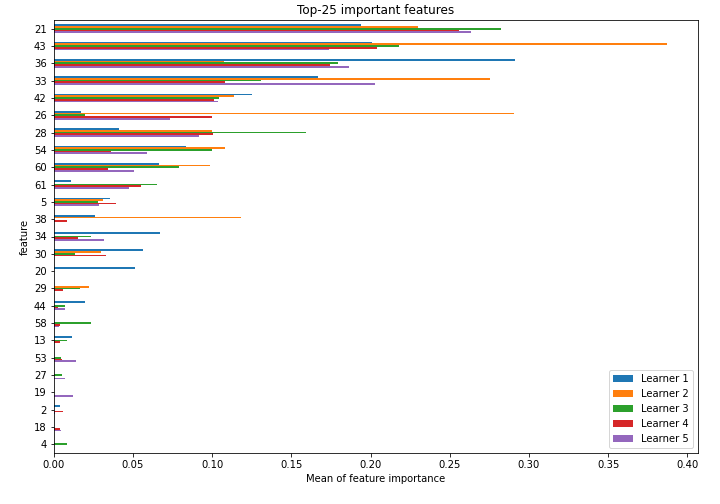 Top-25 important features
21
43
36
33
42
26
28
54
60
61
5
38
34
30
20
29
44
58
13
53
27
19
2
18
4
feature
0.00 0.05 0.10 0.15 0.20 0.25 0.30 0.35 0.40
Mean of feature importance
Learner 1
Learner 2
Learner 3
Learner 4
Learner 5